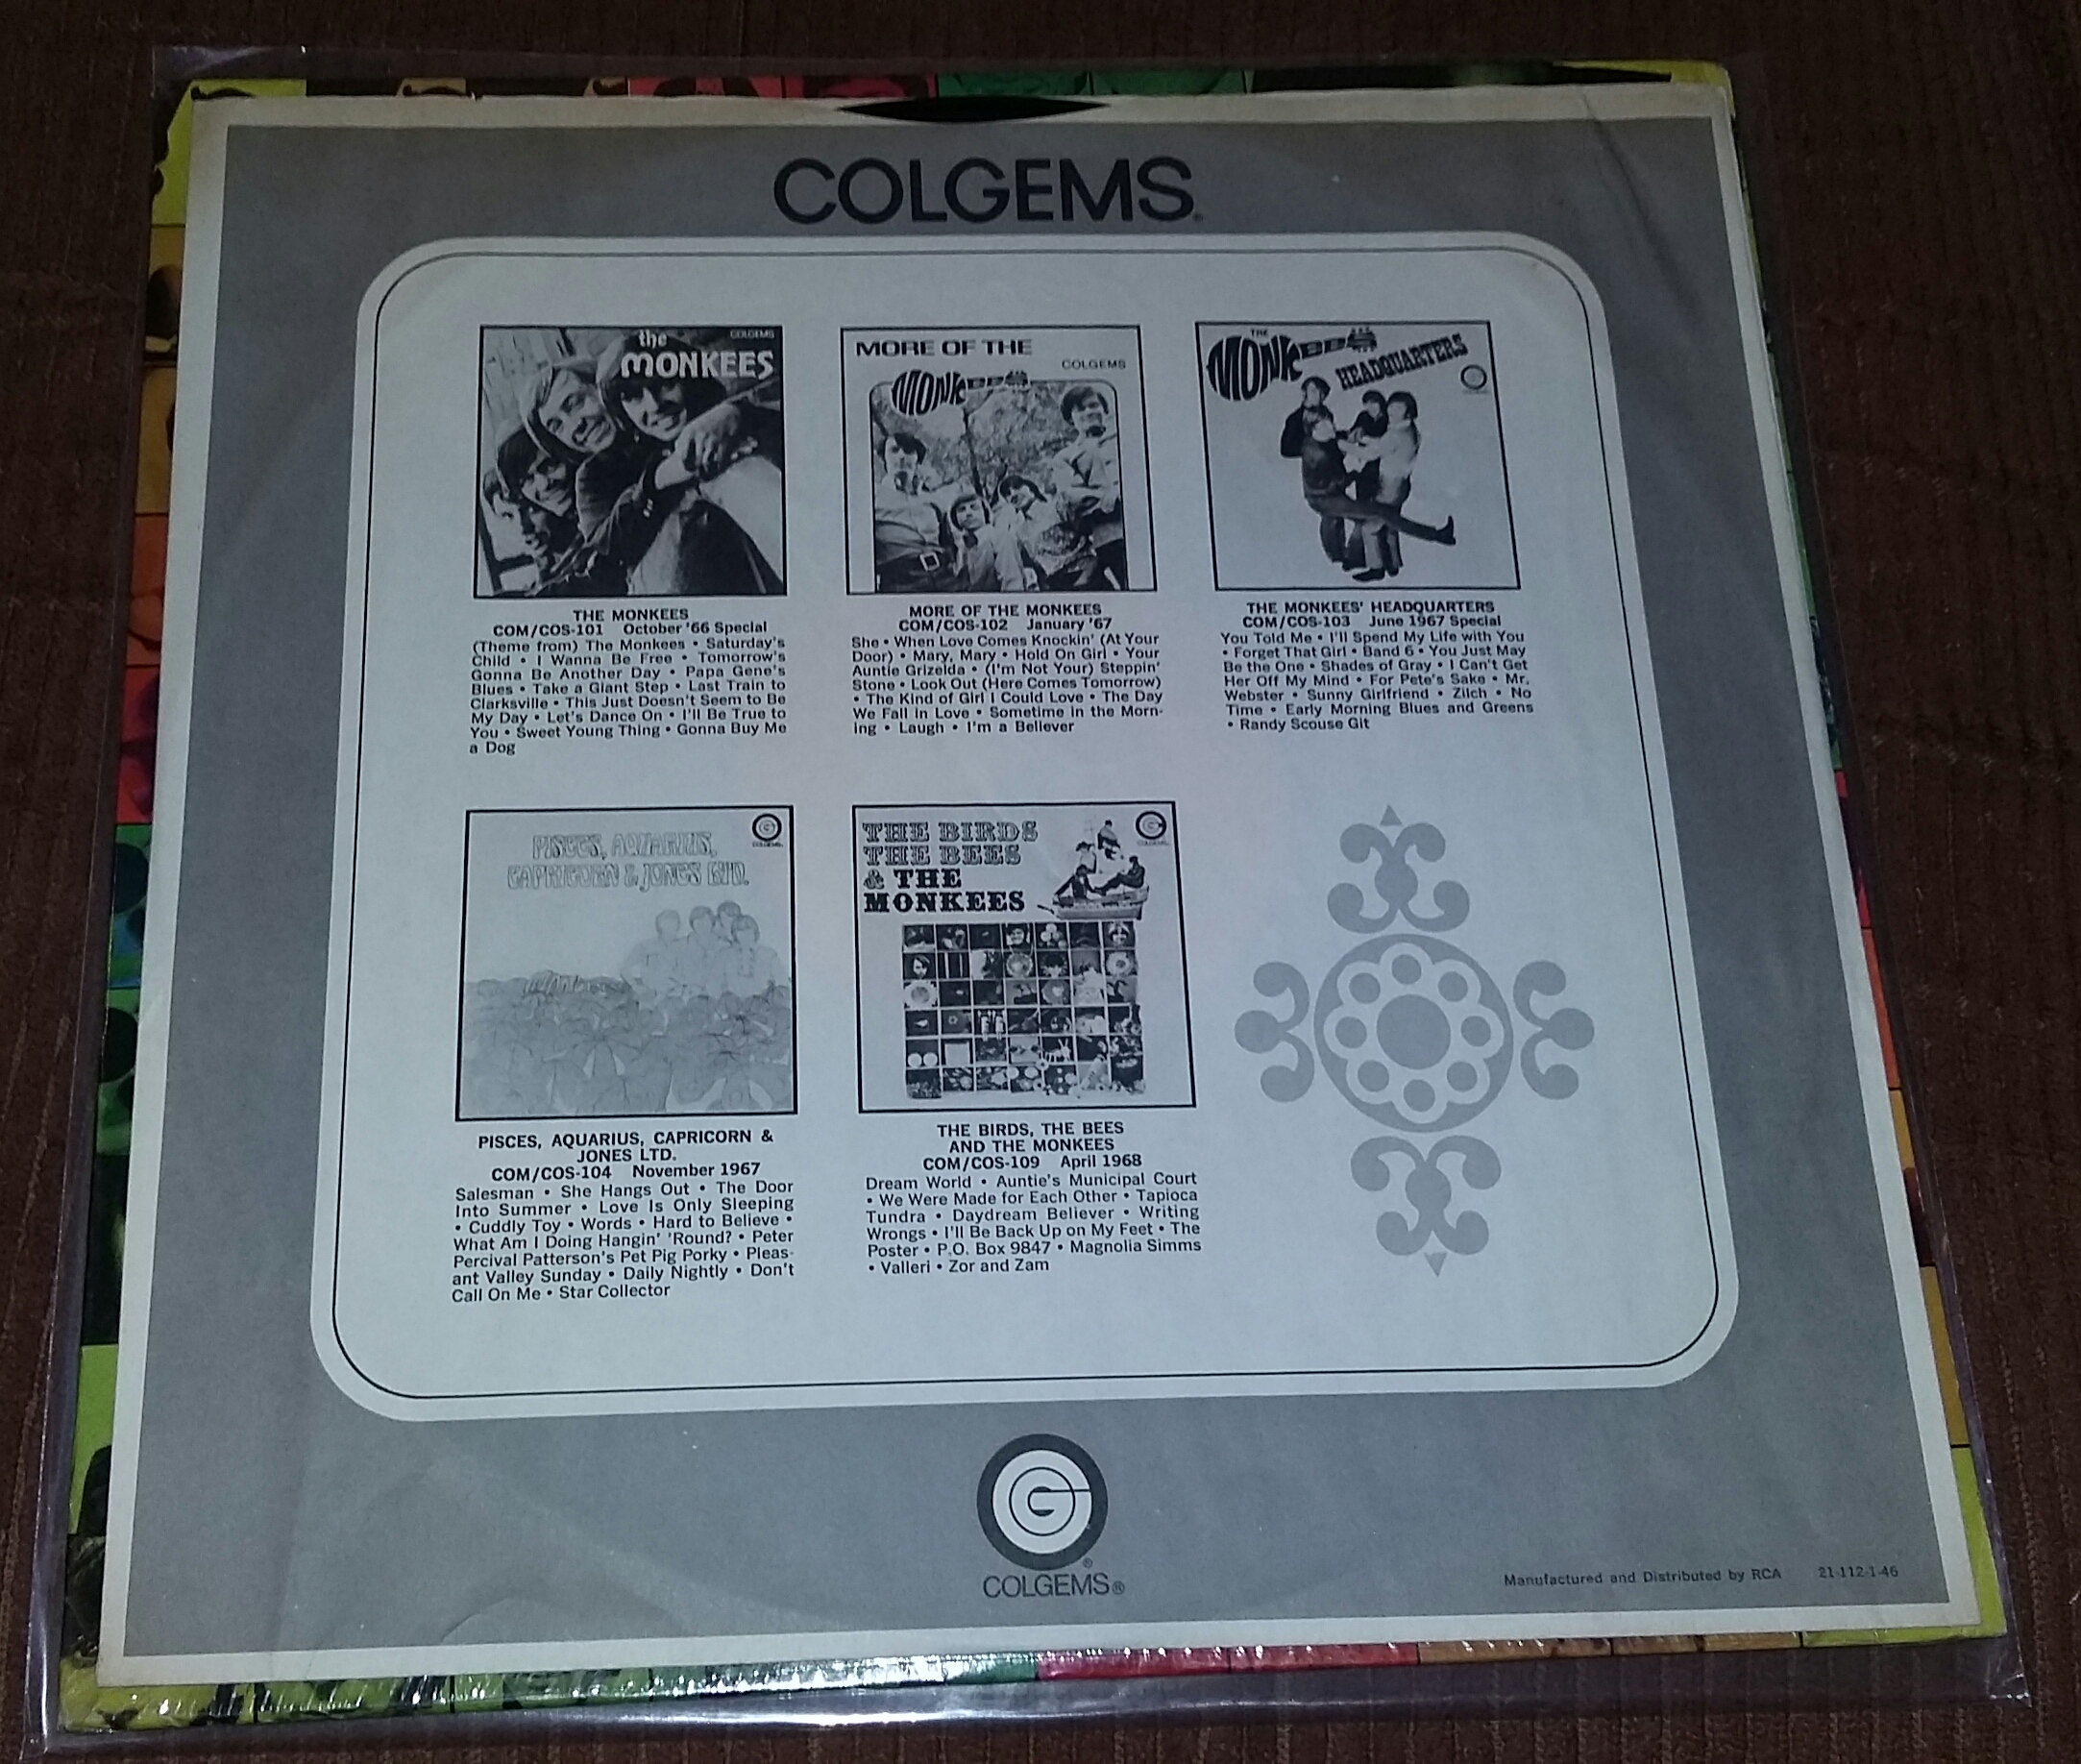 COLGEMS®
the
MONKEES
COLGEMS
MORE OF THE
COLGEMS
MONKEES
THE
MONKEES
HEADQUARTERS
THE MONKEES
COM/COS-101 October '66 Special
(Theme from) The Monkees • Saturday's
Child • I Wanna Be Free • Tomorrow's
Gonna Be Another Day • Papa Gene's
Blues • Take a Giant Step • Last Train to
Clarksville • This Just Doesn't Seem to Be
My Day • Let's Dance On • I'll Be True to
You • Sweet Young Thing • Gonna Buy Me
a Dog
MORE OF THE MONKEES
COM/COS-102 January '67
She • When Love Comes Knockin' (At Your
Door) • Mary, Mary • Hold On Girl • Your
Auntie Grizelda • (I'm Not Your) Steppin'
Stone • Look Out (Here Comes Tomorrow)
• The Kind of Girl I Could Love • The Day
We Fall in Love • Sometime in the Morn-
ing • Laugh • I'm a Believer
THE MONKEES' HEADQUARTERS
COM/COS-103 June 1967 Special
You Told Me • I'll Spend My Life with You
• Forget That Girl • Band 6 • You Just May
Be the One • Shades of Gray • I Can't Get
Her Off My Mind • For Pete's Sake • Mr.
Webster • Sunny Girlfriend • Zilch • No
Time • Early Morning Blues and Greens
• Randy Scouse Git
PISCES, AQUARIUS,
CAPRICORN & JONES LTD.
G
COLGEMS
MONKEES
THE BIRDS
THE BEES
& THE
MONKEES
G
COLGEMS
PISCES, AQUARIUS, CAPRICORN &
JONES LTD.
COM/COS-104 November 1967
Salesman • She Hangs Out • The Door
Into Summer • Love Is Only Sleeping
• Cuddly Toy • Words • Hard to Believe •
What Am I Doing Hangin' 'Round? • Peter
Percival Patterson's Pet Pig Porky • Pleas-
ant Valley Sunday • Daily Nightly • Don't
Call On Me • Star Collector
THE BIRDS, THE BEES
AND THE MONKEES
COM/COS-109 April 1968
Dream World • Auntie's Municipal Court
• We Were Made for Each Other • Tapioca
Tundra • Daydream Believer • Writing
Wrongs • I'll Be Back Up on My Feet • The
Poster • P.O. Box 9847 • Magnolia Simms
• Valleri • Zor and Zam
G
®
COLGEMS®
Manufactured and Distributed by RCA 21-112-1-46